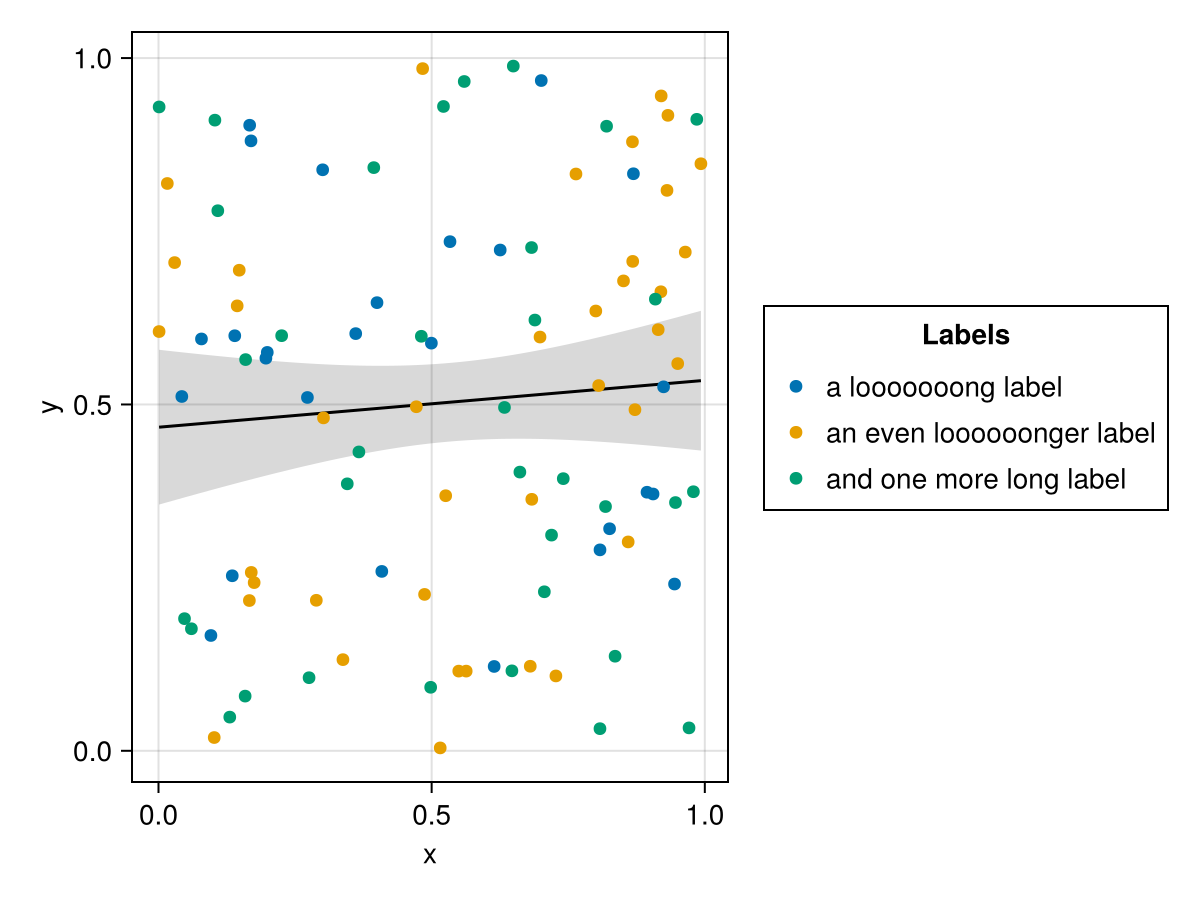 1.0
0.5
0.0
y
0.0 0.5 1.0
x
Labels
a looooooong label
an even loooooonger label
and one more long label